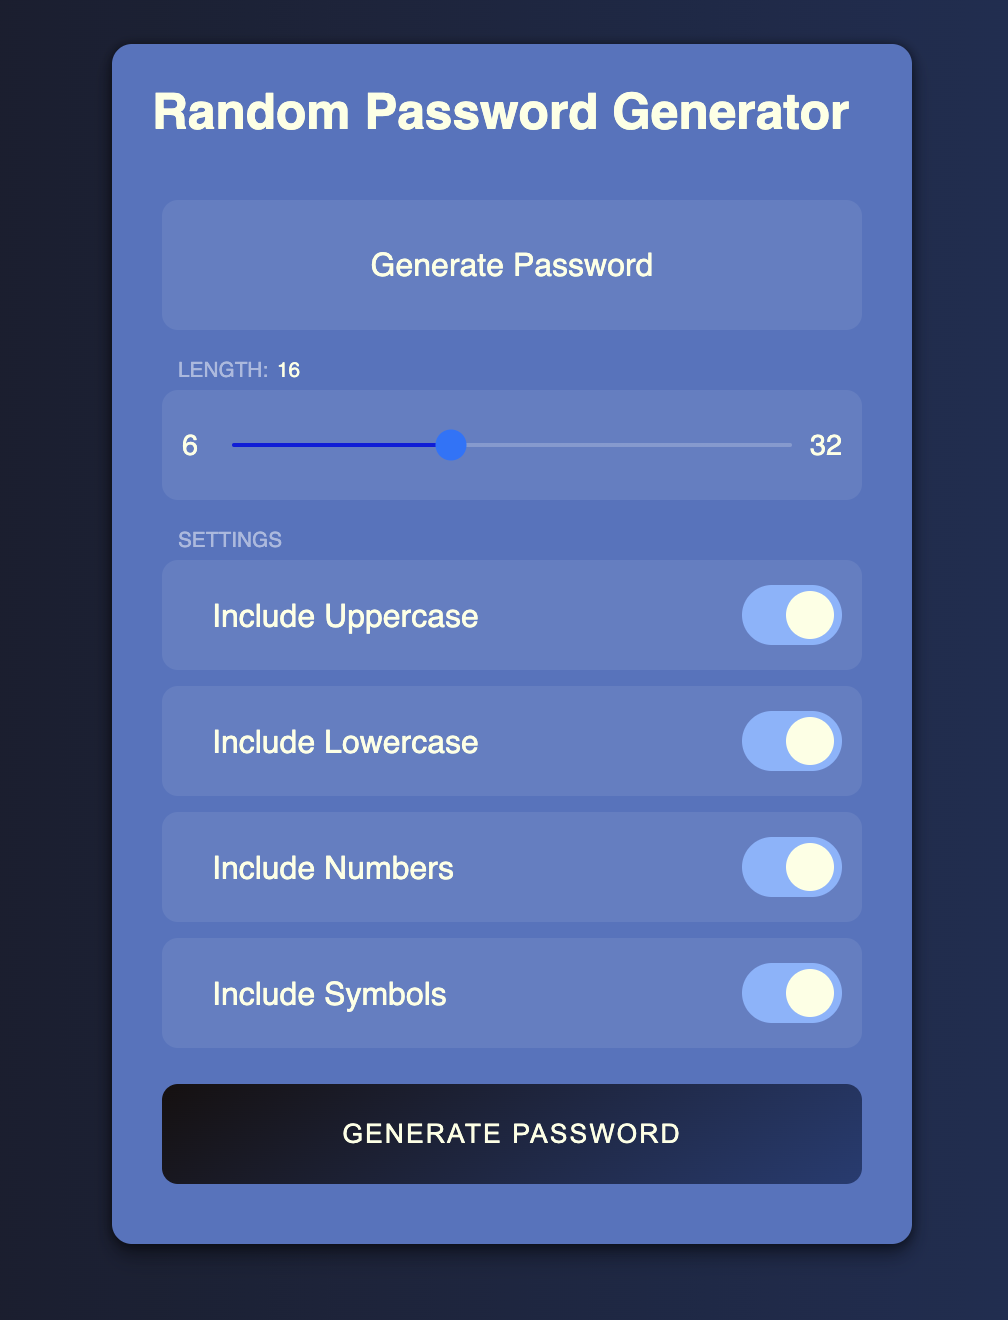 Random Password Generator
Generate Password
LENGTH: 16
6 32
SETTINGS
Include Uppercase
Include Lowercase
Include Numbers
Include Symbols
GENERATE PASSWORD